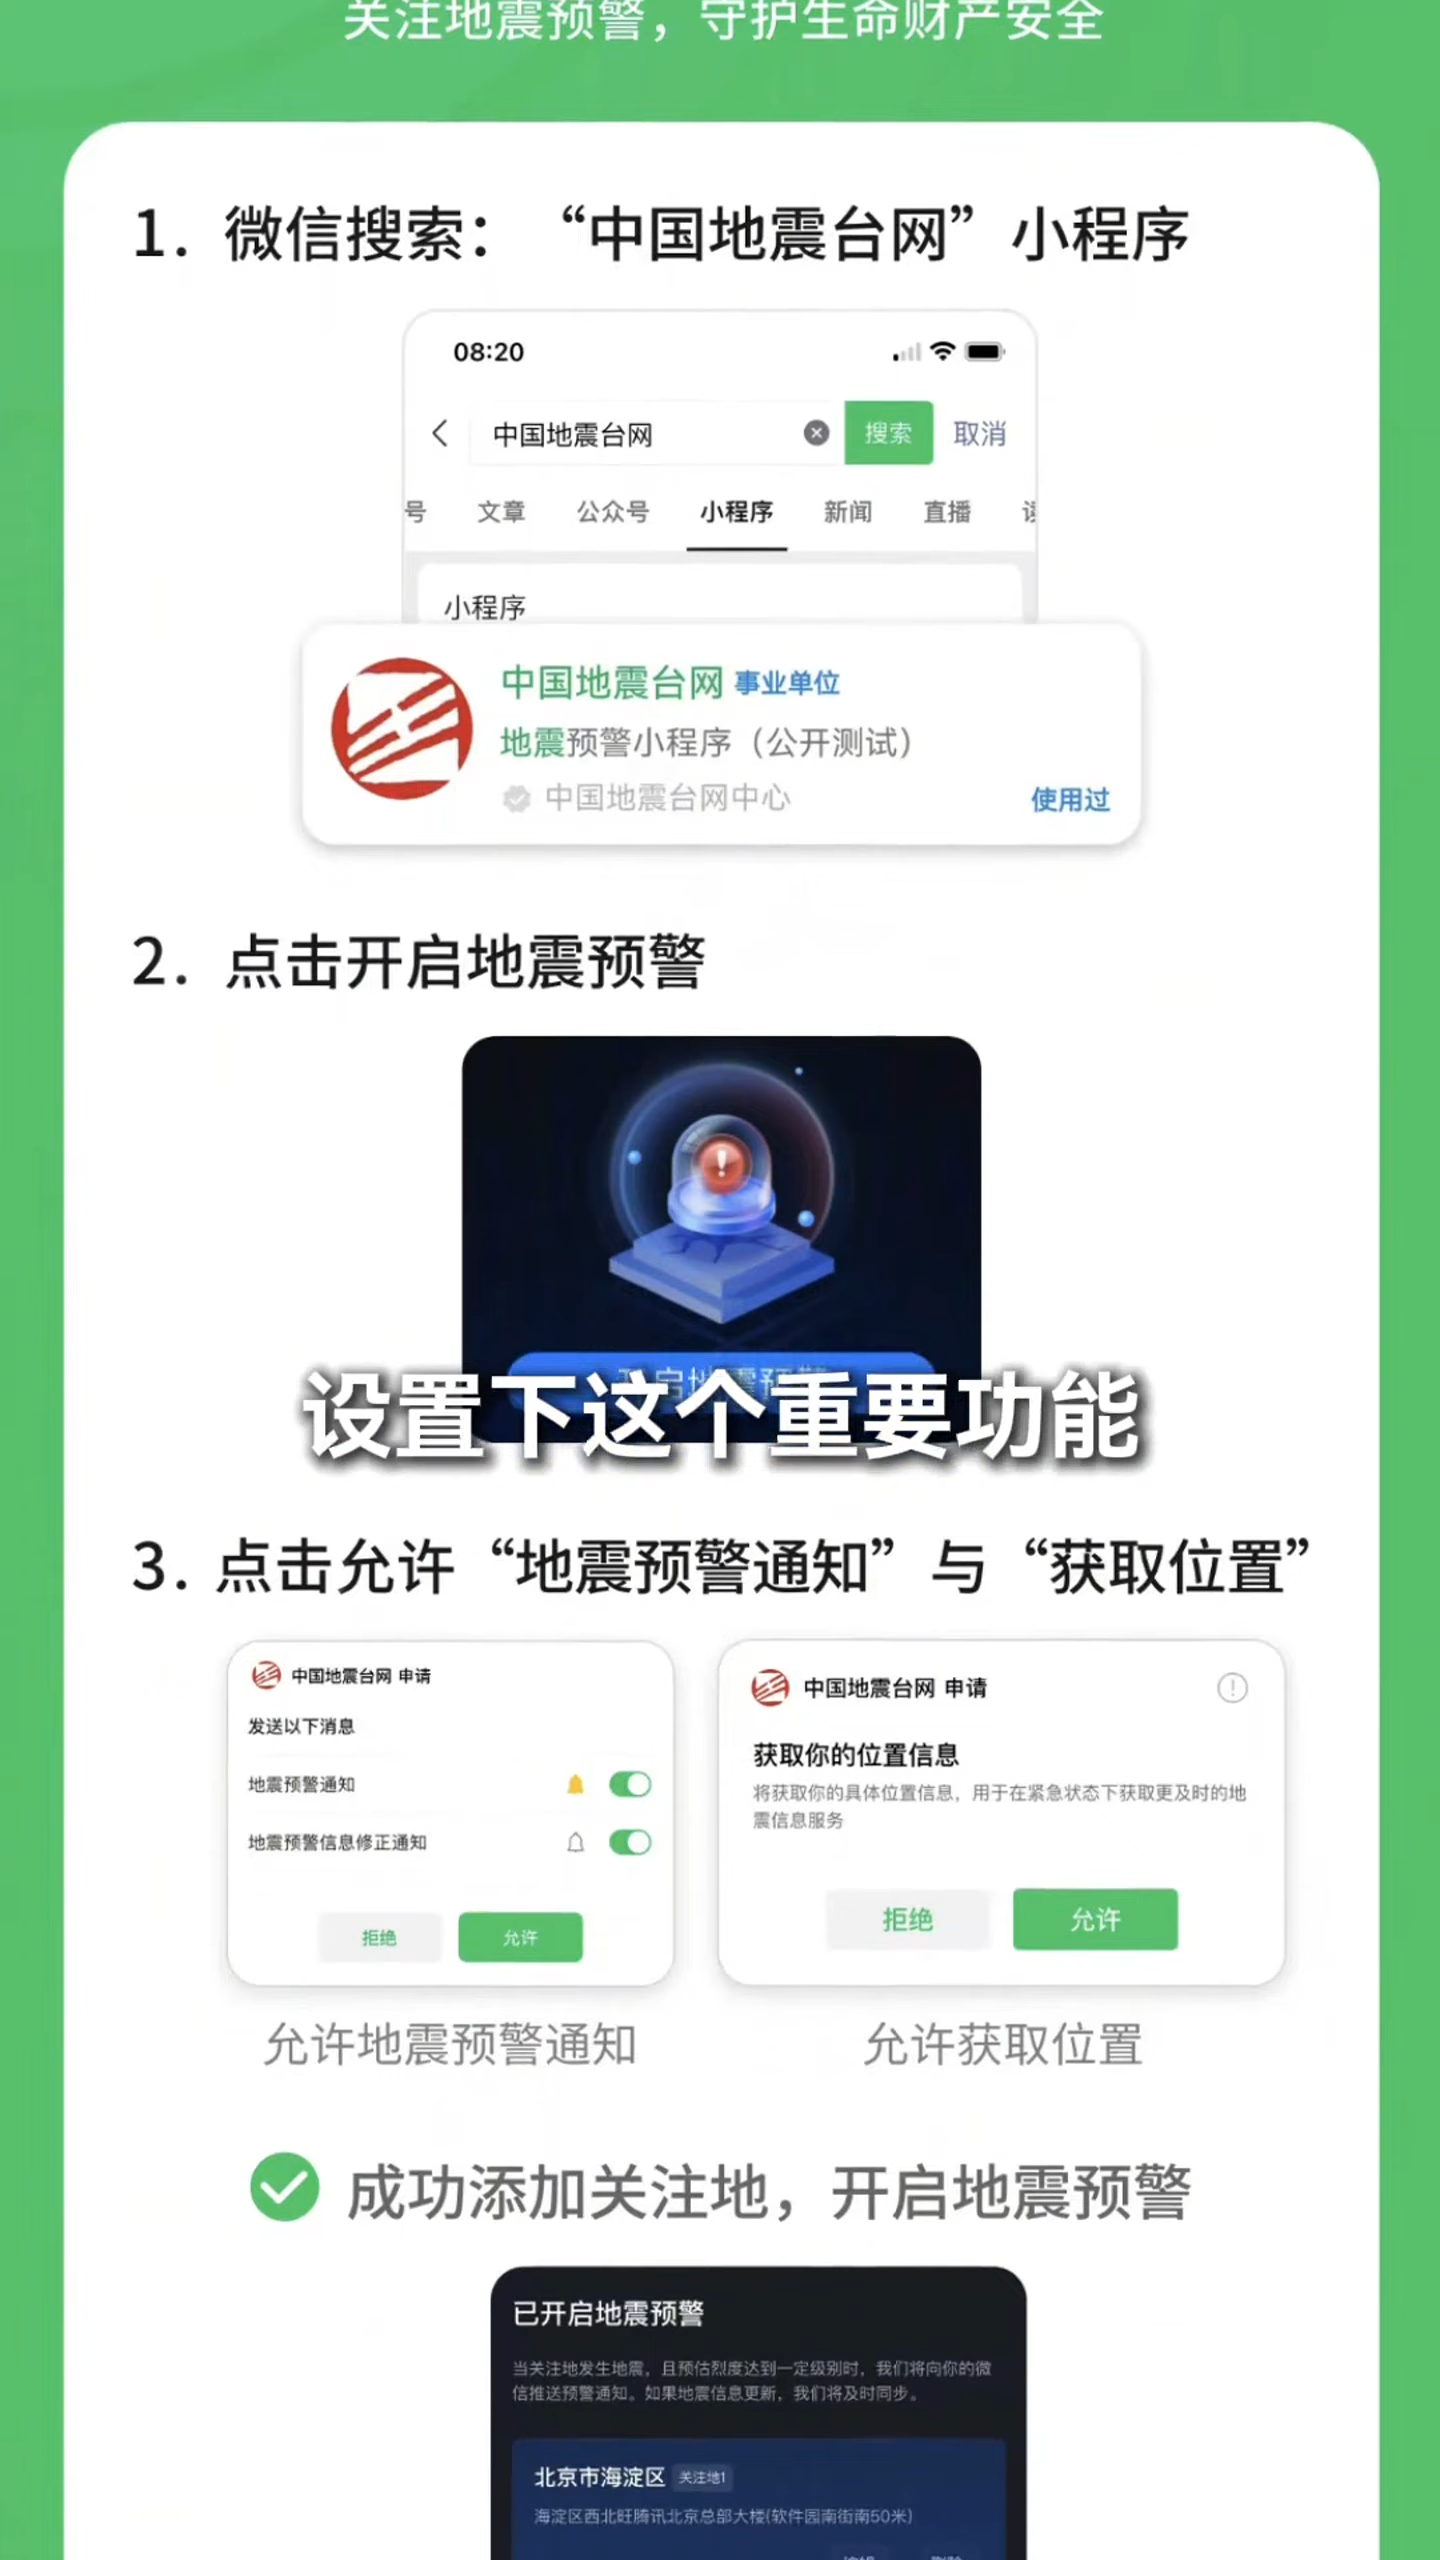 关注地震预警，守护生命财产安全
1. 微信搜索：“中国地震台网”小程序
08:20
中国地震台网 搜索 取消
号 文章 公众号 小程序 新闻 直播
小程序
中国地震台网 事业单位
地震预警小程序（公开测试）
中国地震台网中心 使用过
2. 点击开启地震预警
设置下这个重要功能
3. 点击允许“地震预警通知”与“获取位置”
中国地震台网 申请
发送以下消息
地震预警通知
地震预警信息修正通知
拒绝 允许
中国地震台网 申请
获取你的位置信息
将获取你的具体位置信息，用于在紧急状态下获取更及时的地
震信息服务
拒绝 允许
允许地震预警通知
允许获取位置
成功添加关注地，开启地震预警
已开启地震预警
当关注地发生地震，且预估烈度达到一定级别时，我们将向你的微
信推送预警通知。如果地震信息更新，我们将及时同步。
北京市海淀区 关注地1
海淀区西北旺腾讯北京总部大楼(软件园南街南50米)